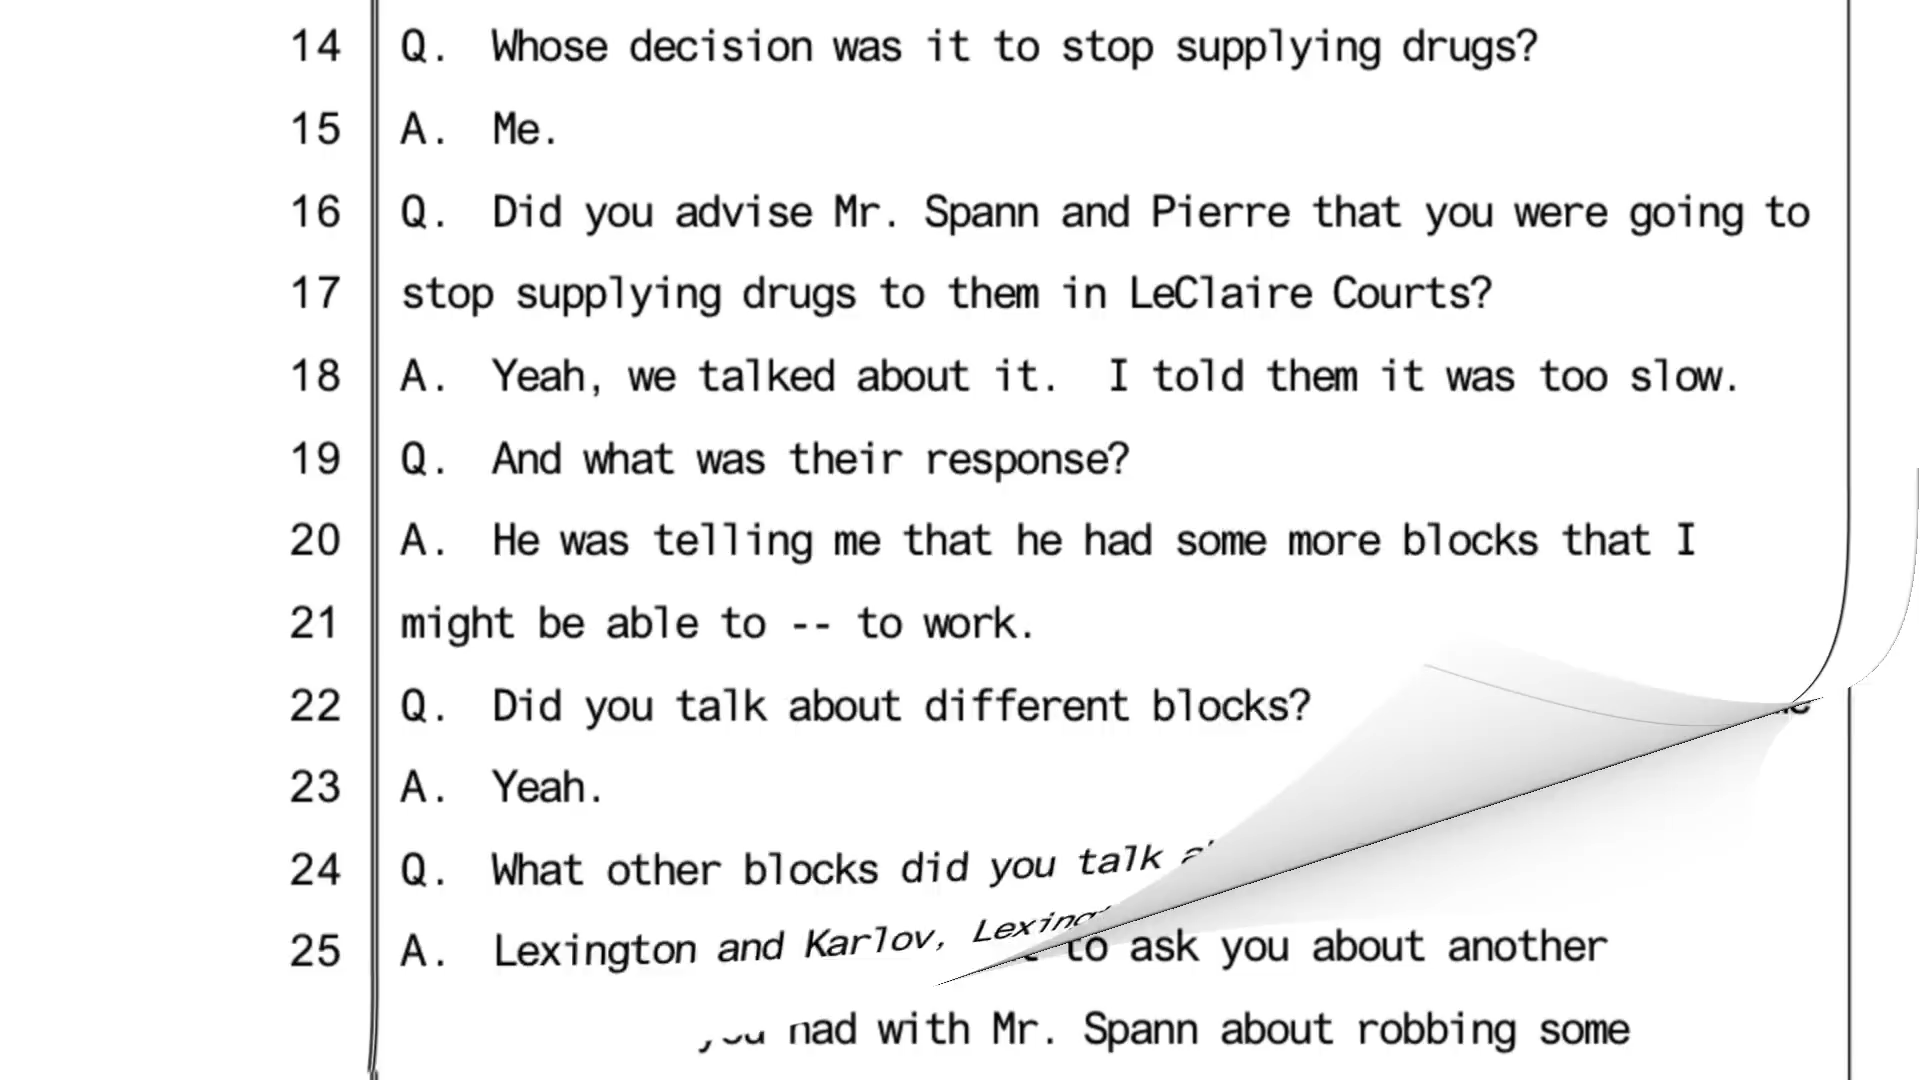 14 Q. Whose decision was it to stop supplying drugs?
15 A. Me.
16 Q. Did you advise Mr. Spann and Pierre that you were going to
17 stop supplying drugs to them in LeClaire Courts?
18 A. Yeah, we talked about it. I told them it was too slow.
19 Q. And what was their response?
20 A. He was telling me that he had some more blocks that I
21 might be able to -- to work.
22 Q. Did you talk about different blocks?
23 A. Yeah.
24 Q. What other blocks did you talk
25 A. Lexington and Karlov,
to ask you about another
you had with Mr. Spann about robbing some